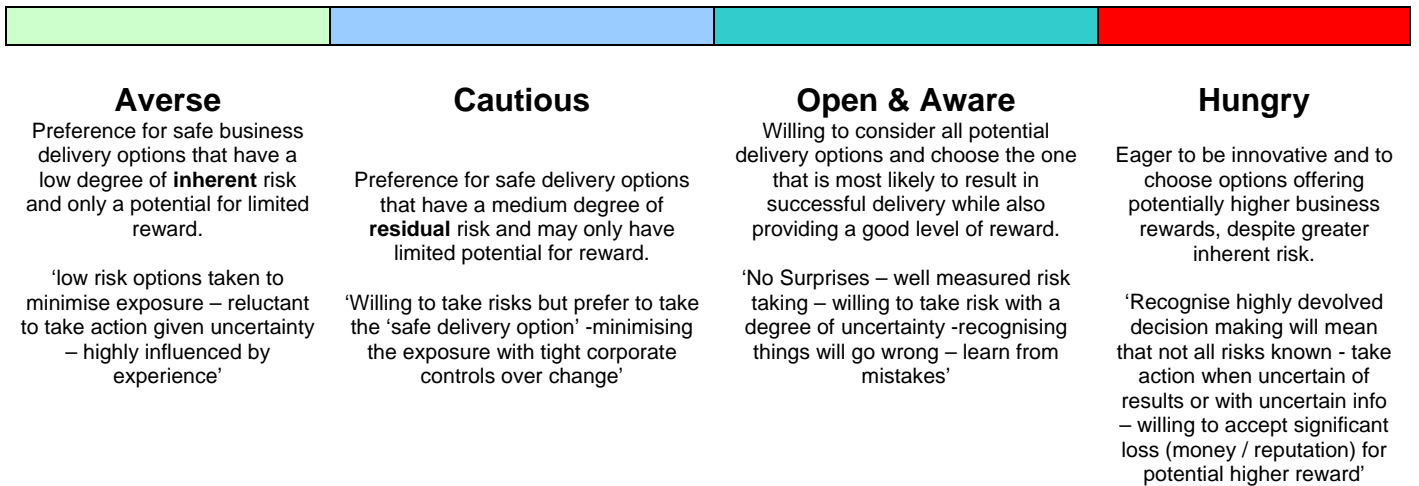 Averse
Preference for safe business
delivery options that have a
low degree of inherent risk
and only a potential for limited
reward.
‘low risk options taken to
minimise exposure – reluctant
to take action given uncertainty
– highly influenced by
experience’
Cautious
Preference for safe delivery options
that have a medium degree of
residual risk and may only have
limited potential for reward.
‘Willing to take risks but prefer to take
the ‘safe delivery option’ -minimising
the exposure with tight corporate
controls over change’
Open & Aware
Willing to consider all potential
delivery options and choose the one
that is most likely to result in
successful delivery while also
providing a good level of reward.
‘No Surprises – well measured risk
taking – willing to take risk with a
degree of uncertainty -recognising
things will go wrong – learn from
mistakes’
Hungry
Eager to be innovative and to
choose options offering
potentially higher business
rewards, despite greater
inherent risk.
‘Recognise highly devolved
decision making will mean
that not all risks known - take
action when uncertain of
results or with uncertain info
– willing to accept significant
loss (money / reputation) for
potential higher reward’